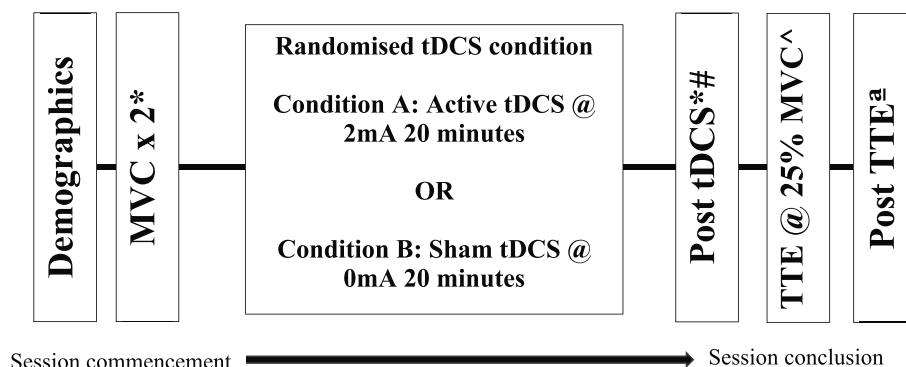 Demographics
MVC x 2*
Randomised tDCS condition
Condition A: Active tDCS @
2mA 20 minutes
OR
Condition B: Sham tDCS @
0mA 20 minutes
Post tDCS*#
TTE @ 25% MVC^
Post TTEª
Session commencement
Session conclusion